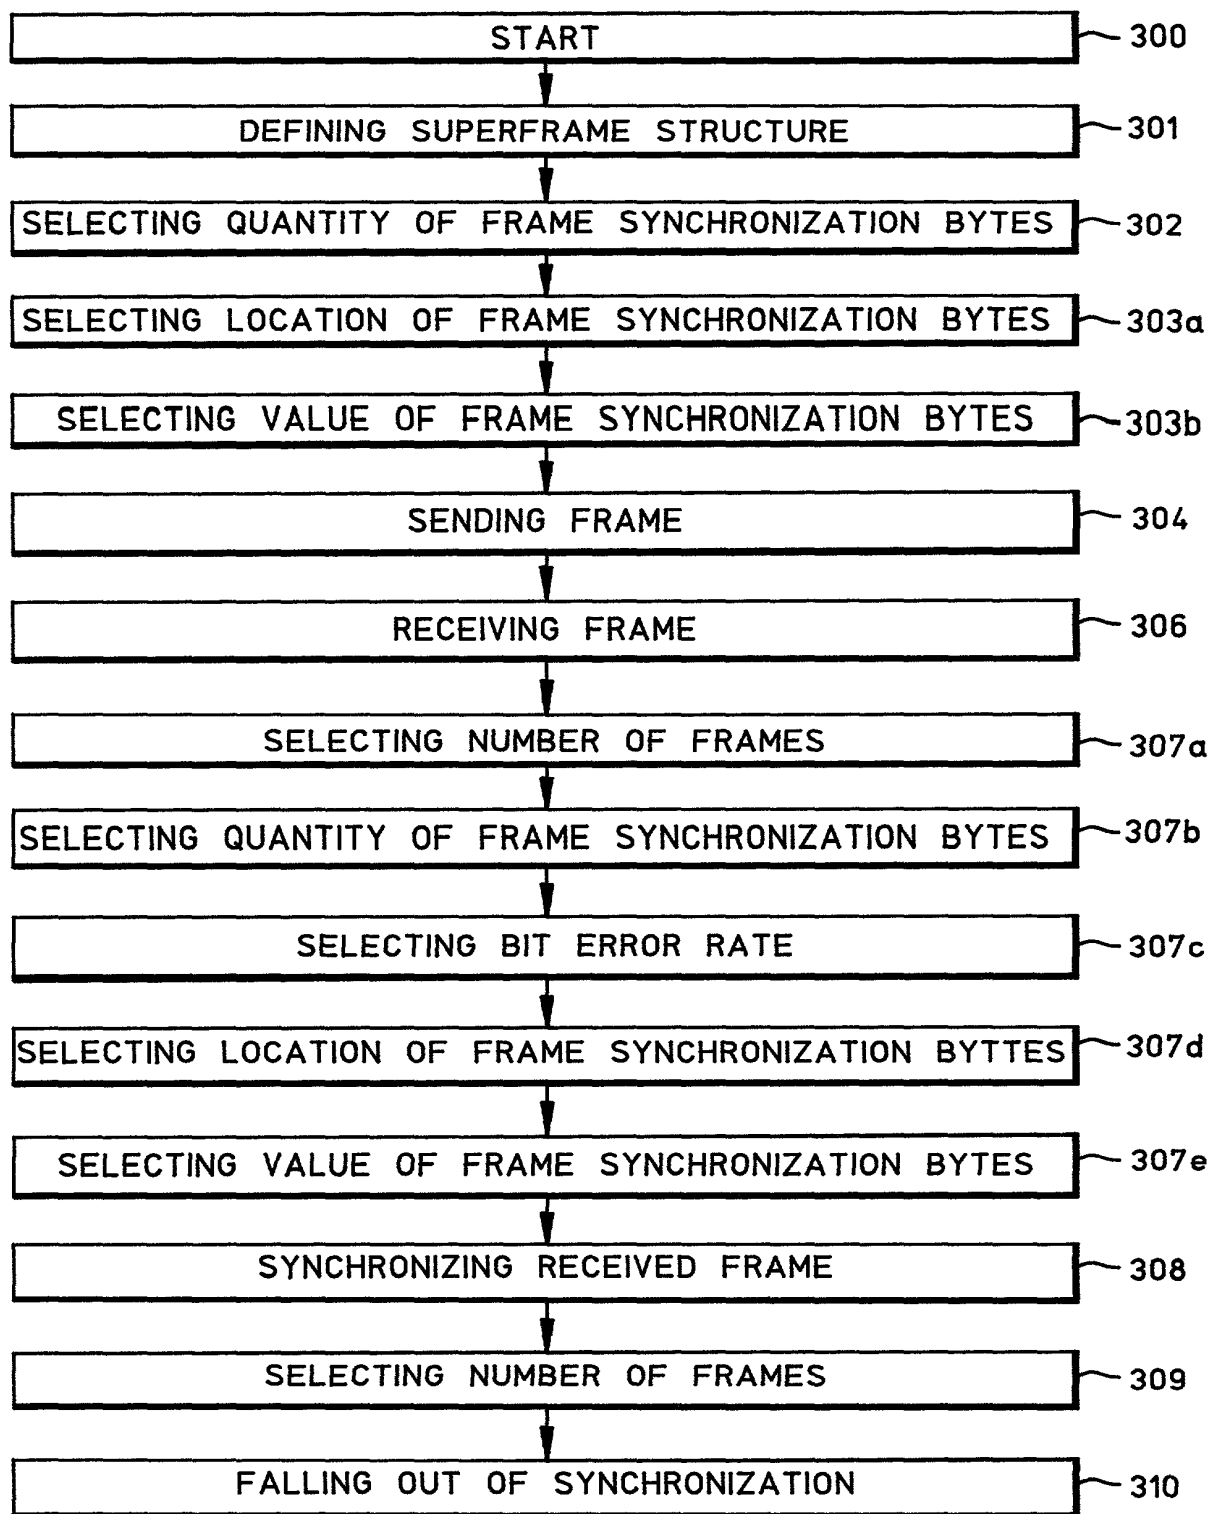 START 300
DEFINING SUPERFRAME STRUCTURE 301
SELECTING QUANTITY OF FRAME SYNCHRONIZATION BYTES 302
SELECTING LOCATION OF FRAME SYNCHRONIZATION BYTES 303a
SELECTING VALUE OF FRAME SYNCHRONIZATION BYTES 303b
SENDING FRAME 304
RECEIVING FRAME 306
SELECTING NUMBER OF FRAMES 307a
SELECTING QUANTITY OF FRAME SYNCHRONIZATION BYTES 307b
SELECTING BIT ERROR RATE 307c
SELECTING LOCATION OF FRAME SYNCHRONIZATION BYTTES 307d
SELECTING VALUE OF FRAME SYNCHRONIZATION BYTES 307e
SYNCHRONIZING RECEIVED FRAME 308
SELECTING NUMBER OF FRAMES 309
FALLING OUT OF SYNCHRONIZATION 310